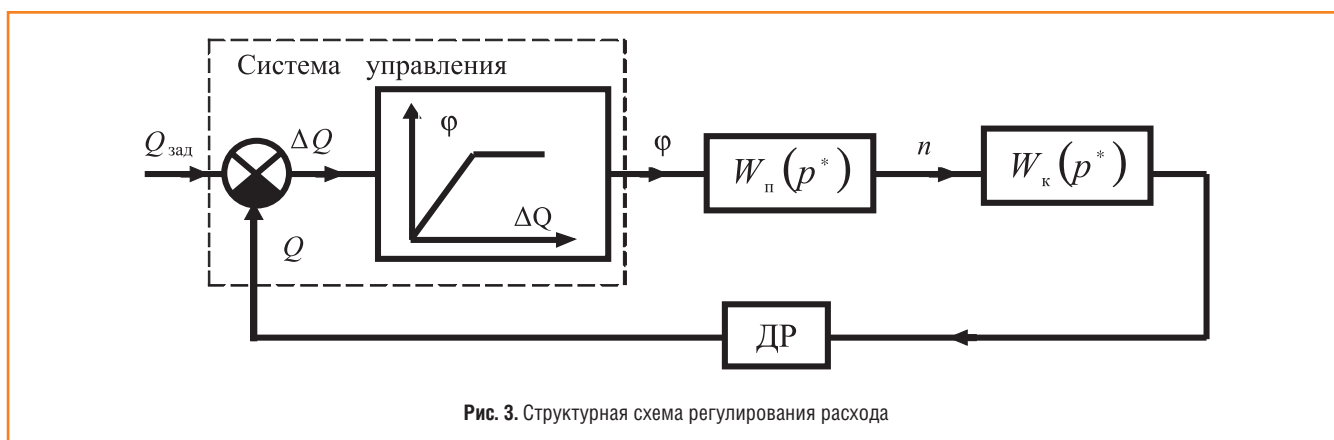 Система управления
Q зад
ΔQ
φ
ΔQ
φ
W п (p*)
n
W к (p*)
Q
ДР
Рис. 3. Структурная схема регулирования расхода